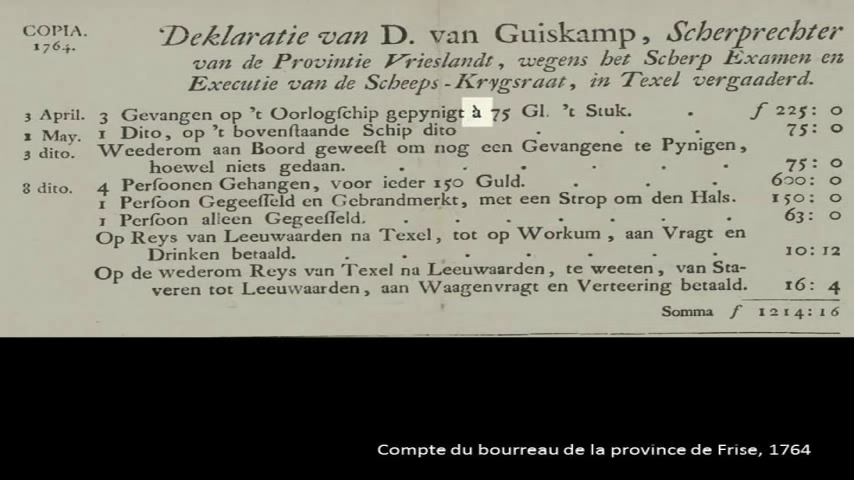 COPIA.
1764.
Deklaratie van D. van Guiskamp, Scherprechter
van de Provintie Vrieslandt, wegens het Scherp Examen en
Executie van de Scheeps-Krygsraat, in Texel vergaaderd.
3 April. 3 Gevangen op 't Oorlogſchip gepynigt à 75 Gl. 't Stuk. . ƒ 225: 0
1 May. 1 Dito, op 't bovenſtaande Schip dito . . . 75: 0
3 dito. Weederom aan Boord geweeſt om nog een Gevangene te Pynigen,
hoewel niets gedaan. . . . . . 75: 0
8 dito. 4 Perſoonen Gehangen, voor ieder 150 Guld. . . . 600: 0
1 Perſoon Gegeeſſeld en Gebrandmerkt, met een Strop om den Hals. 150: 0
1 Perſoon alleen Gegeeſſeld. . . . . . 63: 0
Op Reys van Leeuwaarden na Texel, tot op Workum, aan Vragt en
Drinken betaald. . . . . . . 10: 12
Op de wederom Reys van Texel na Leeuwaarden, te weeten, van Sta-
veren tot Leeuwaarden, aan Waagenvragt en Verteering betaald. 16: 4
Somma ƒ 1214: 16
Compte du bourreau de la province de Frise, 1764